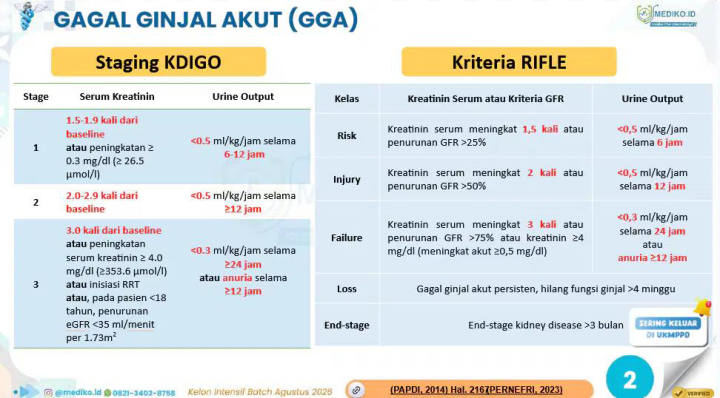 GAGAL GINJAL AKUT (GGA)
MEDIKO.ID
Staging KDIGO
Stage
Serum Kreatinin
Urine Output
1
1.5-1.9 kali dari
baseline
atau peningkatan ≥
0.3 mg/dl (≥ 26.5
μmol/l)
<0.5 ml/kg/jam selama
6-12 jam
2
2.0-2.9 kali dari
baseline
<0.5 ml/kg/jam selama
≥12 jam
3
3.0 kali dari baseline
atau peningkatan
serum kreatinin ≥ 4.0
mg/dl (≥353.6 μmol/l)
atau inisiasi RRT
atau, pada pasien <18
tahun, penurunan
eGFR <35 ml/menit
per 1.73m²
<0.3 ml/kg/jam selama
≥24 jam
atau anuria selama
≥12 jam
Kriteria RIFLE
Kelas
Kreatinin Serum atau Kriteria GFR
Urine Output
Risk
Kreatinin serum meningkat 1,5 kali atau
penurunan GFR >25%
<0,5 ml/kg/jam
selama 6 jam
Injury
Kreatinin serum meningkat 2 kali atau
penurunan GFR >50%
<0,5 ml/kg/jam
selama 12 jam
Failure
Kreatinin serum meningkat 3 kali atau
penurunan GFR >75% atau kreatinin ≥4
mg/dl (meningkat akut ≥0,5 mg/dl)
<0,3 ml/kg/jam
selama 24 jam
atau
anuria ≥12 jam
Loss
Gagal ginjal akut persisten, hilang fungsi ginjal >4 minggu
End-stage
End-stage kidney disease >3 bulan
SERING KELUAR
DI UKMPPD
@mediko.id 0821-3403-8758
Kelon Intensif Batch Agustus 2026
(PAPDI, 2014) Hal. 2167(PERNEFRI, 2023)
2
VERIFIED